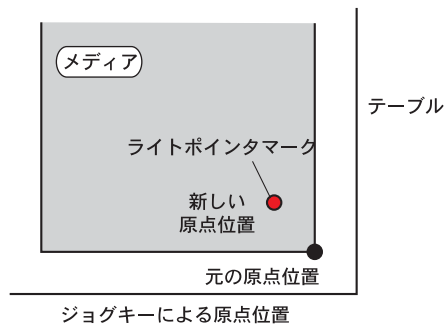 メディア
テーブル
ライトポインタマーク
新しい
原点位置
元の原点位置
ジョグキーによる原点位置